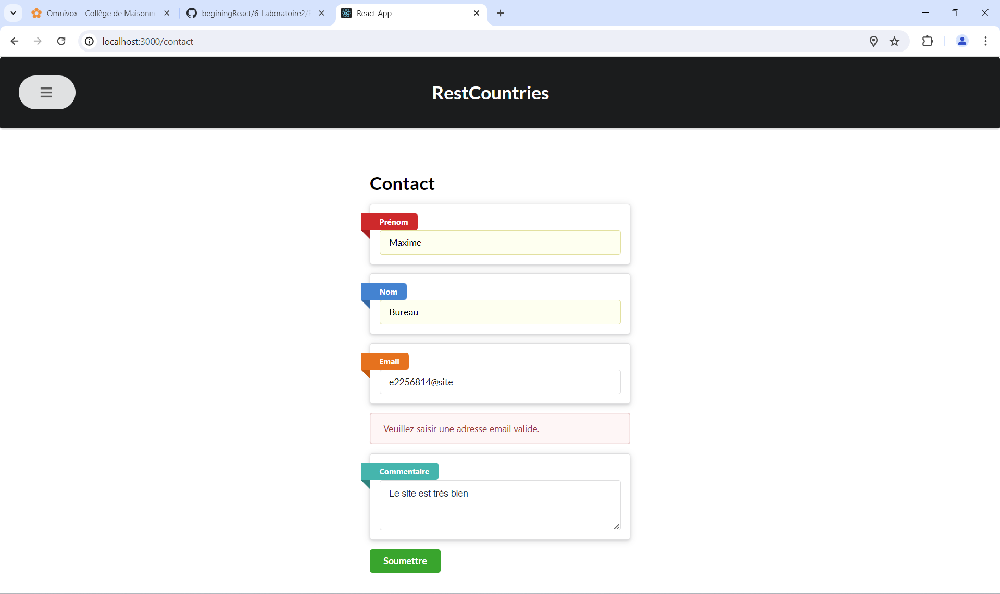 Omnivox - Collège de Maisonn
beginingReact/6-Laboratoire2/
React App
localhost:3000/contact
RestCountries
Contact
Prénom
Maxime
Nom
Bureau
Email
e2256814@site
Veuillez saisir une adresse email valide.
Commentaire
Le site est très bien
Soumettre